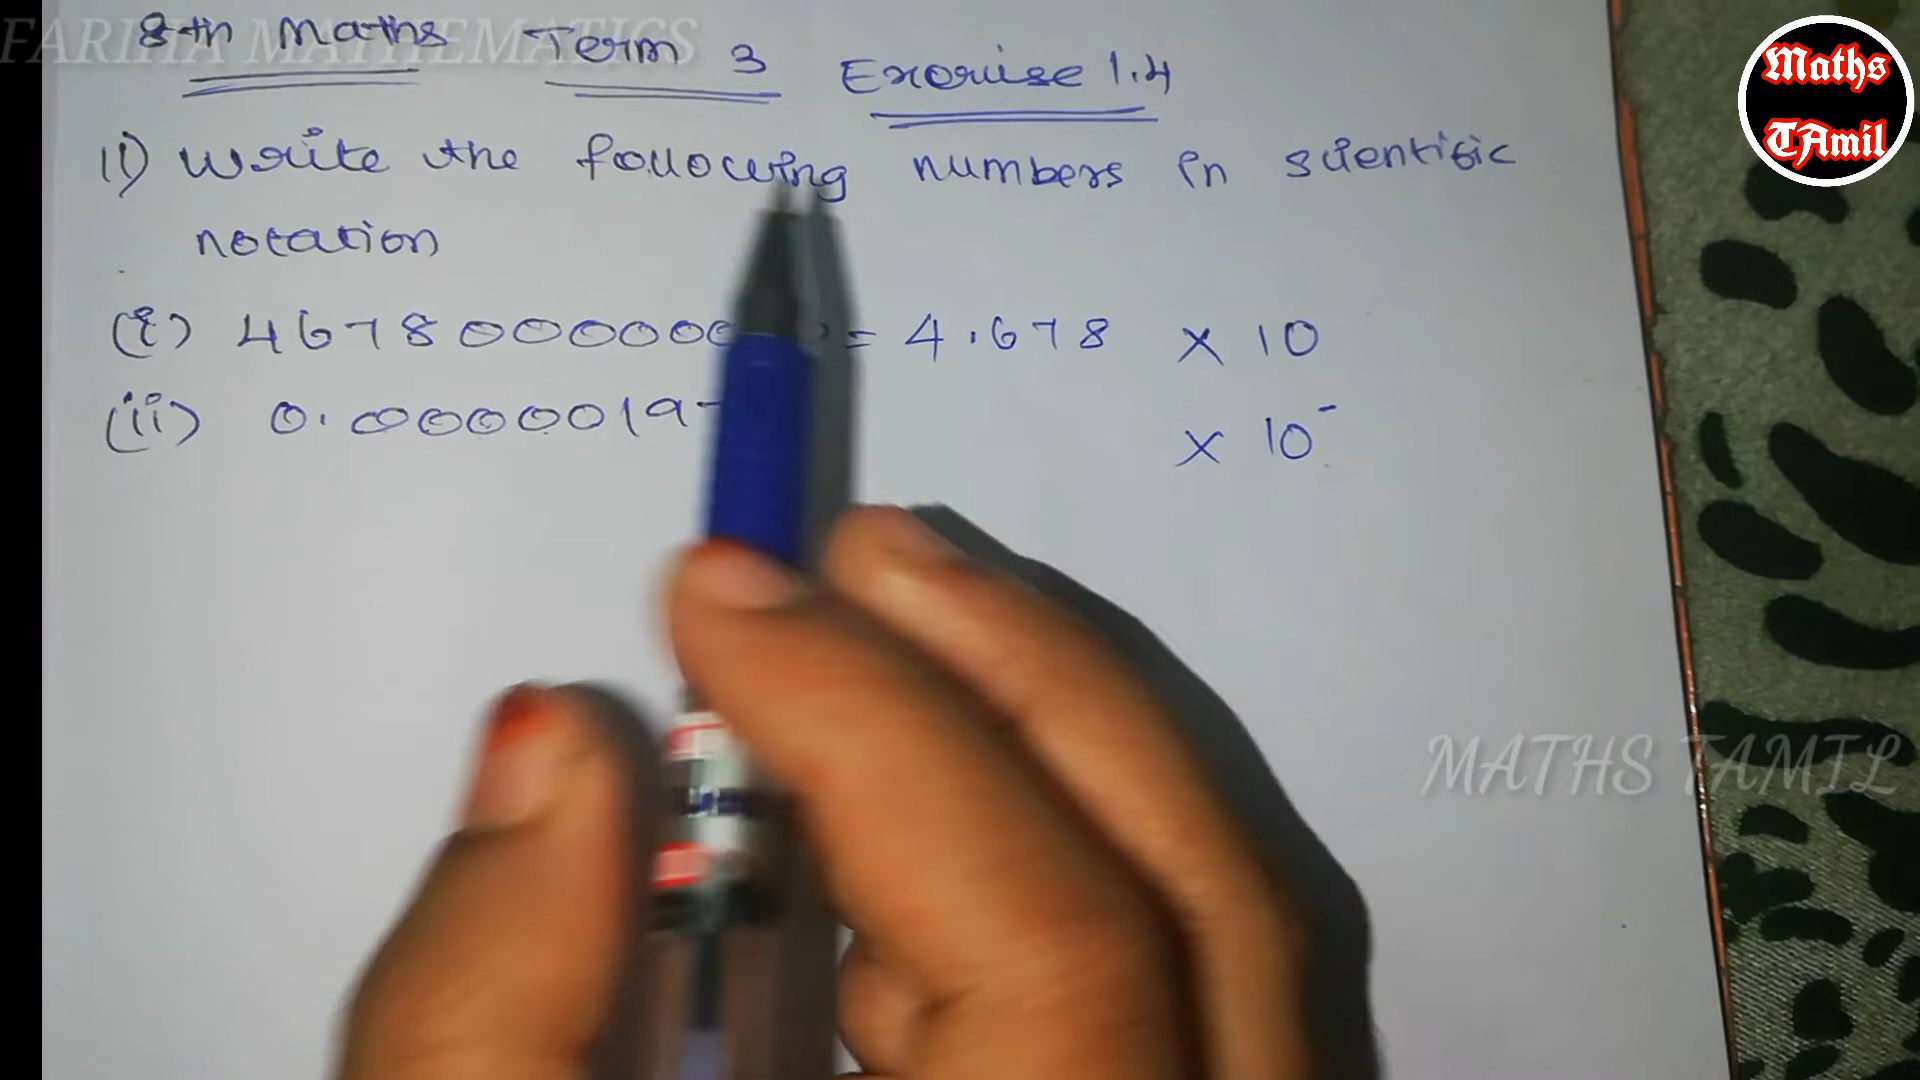 FARIHA MATHEMATICS
8th Maths Term 3 Exercise 1.4
11) Write the following numbers in scientific
notation
(i) 4678000000 = 4.678 × 10
(ii) 0.00000019 × 10⁻
Maths
TAmil
MATHS TAMIL